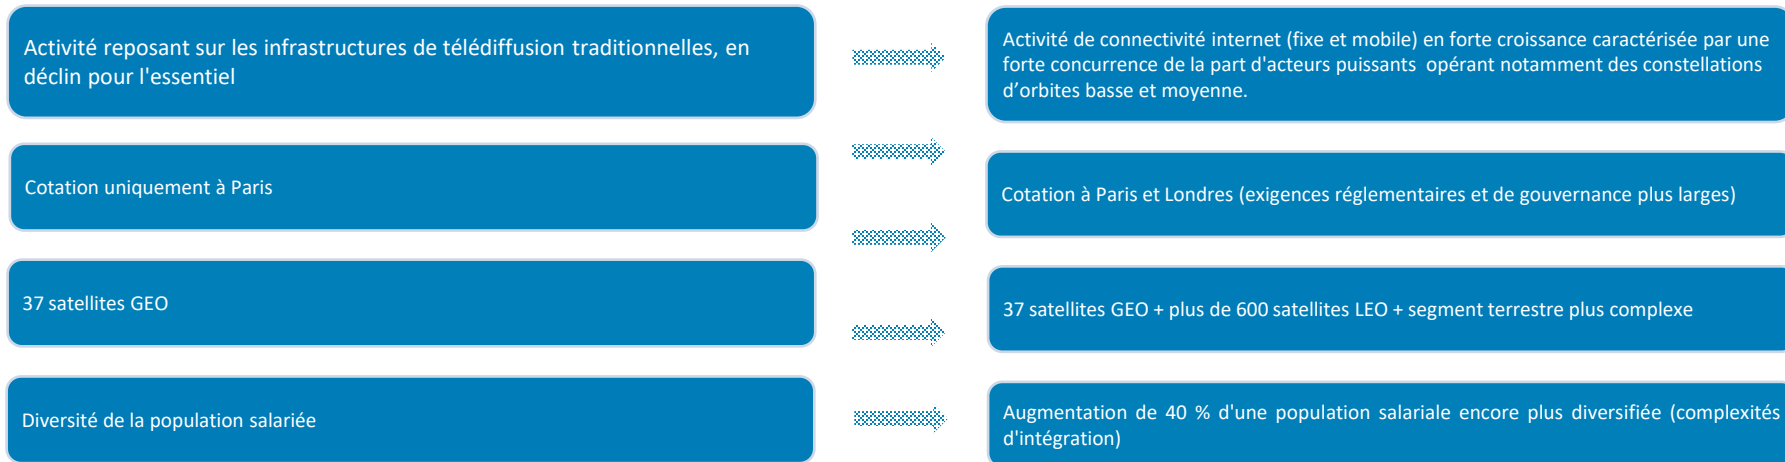 Activité reposant sur les infrastructures de télédiffusion traditionnelles, en
déclin pour l'essentiel
Activité de connectivité internet (fixe et mobile) en forte croissance caractérisée par une
forte concurrence de la part d'acteurs puissants opérant notamment des constellations
d’orbites basse et moyenne.
Cotation uniquement à Paris
Cotation à Paris et Londres (exigences réglementaires et de gouvernance plus larges)
37 satellites GEO
37 satellites GEO + plus de 600 satellites LEO + segment terrestre plus complexe
Diversité de la population salariée
Augmentation de 40 % d'une population salariale encore plus diversifiée (complexités
d'intégration)